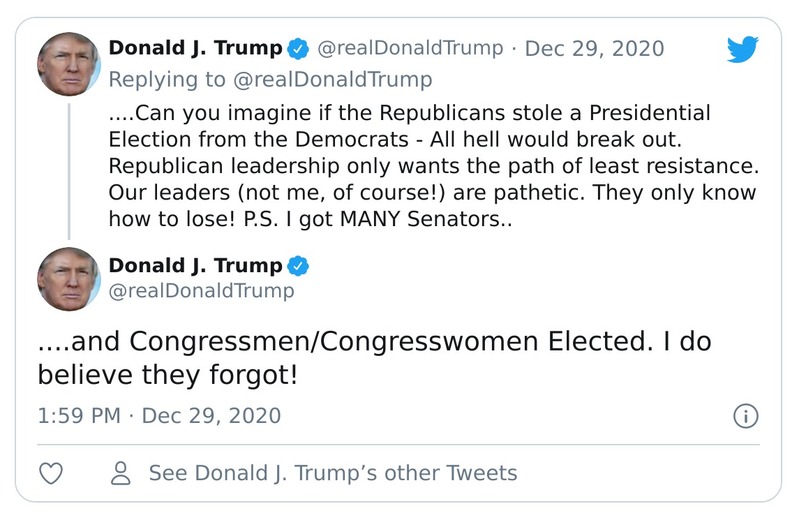 Donald J. Trump @realDonaldTrump · Dec 29, 2020
Replying to @realDonaldTrump
....Can you imagine if the Republicans stole a Presidential
Election from the Democrats - All hell would break out.
Republican leadership only wants the path of least resistance.
Our leaders (not me, of course!) are pathetic. They only know
how to lose! P.S. I got MANY Senators..
Donald J. Trump
@realDonaldTrump
....and Congressmen/Congresswomen Elected. I do
believe they forgot!
1:59 PM · Dec 29, 2020
See Donald J. Trump’s other Tweets